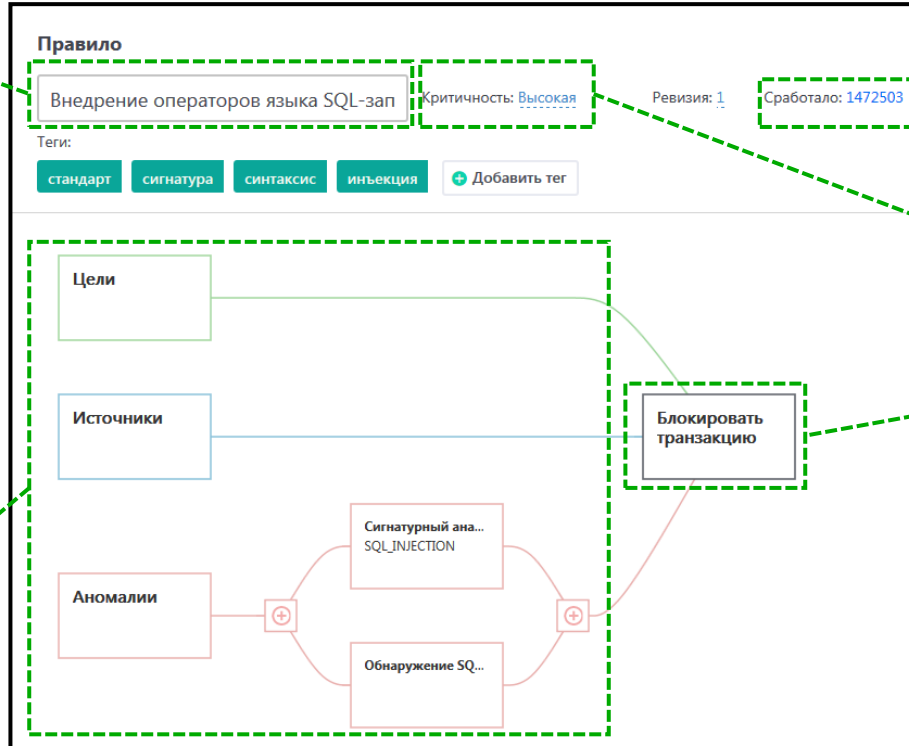 Правило
Внедрение операторов языка SQL-зап
Критичность: Высокая
Ревизия: 1
Сработало: 1472503
Теги:
стандарт
сигнатура
синтаксис
инъекция
Добавить тег
Цели
Источники
Блокировать
транзакцию
Сигнатурный ана...
SQL_INJECTION
Аномалии
Обнаружение SQ...